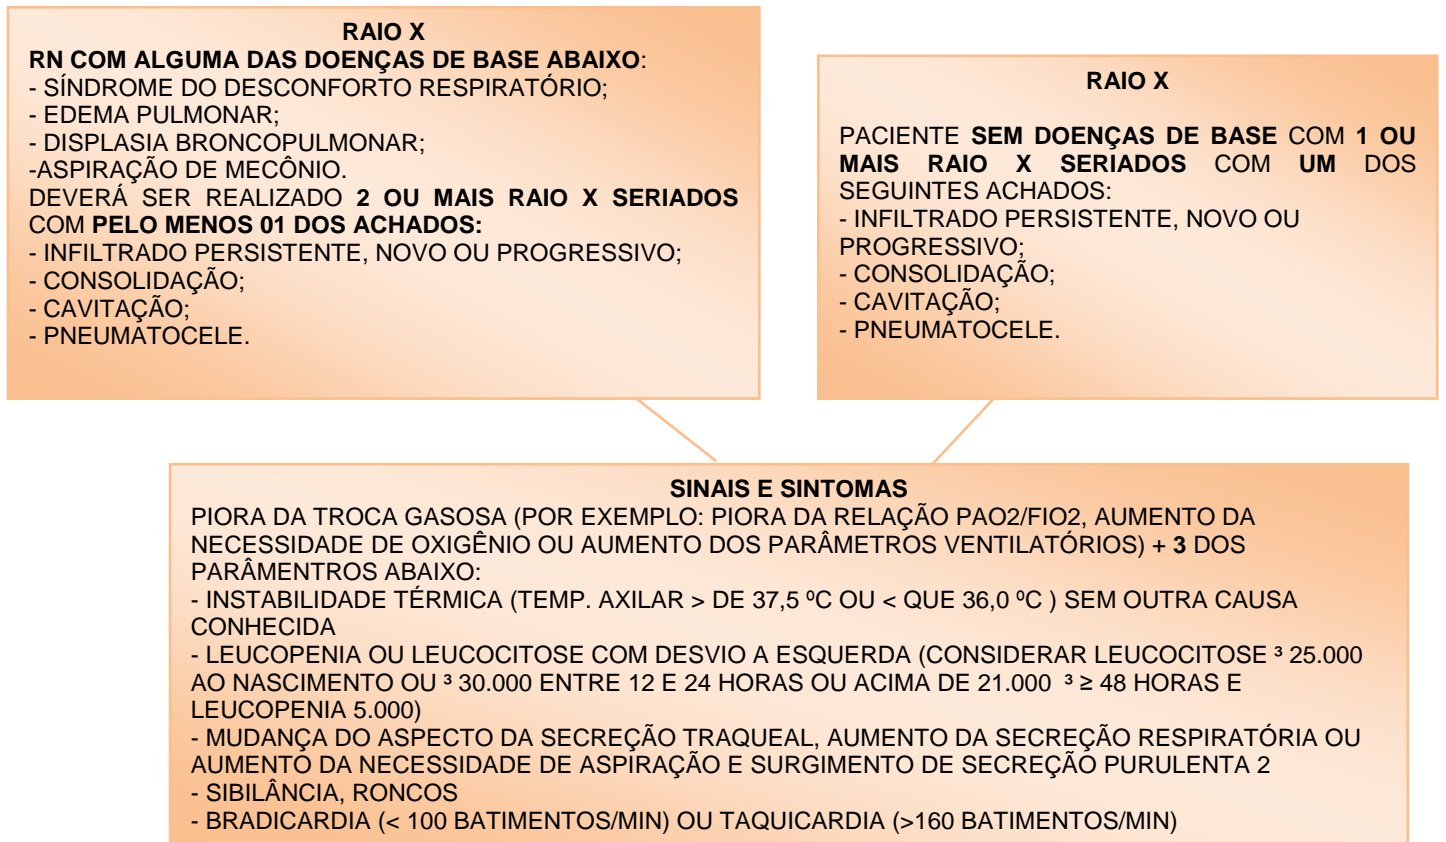 RAIO X
RN COM ALGUMA DAS DOENÇAS DE BASE ABAIXO:
- SÍNDROME DO DESCONFORTO RESPIRATÓRIO;
- EDEMA PULMONAR;
- DISPLASIA BRONCOPULMONAR;
-ASPIRAÇÃO DE MECÔNIO.
DEVERÁ SER REALIZADO 2 OU MAIS RAIO X SERIADOS
COM PELO MENOS 01 DOS ACHADOS:
- INFILTRADO PERSISTENTE, NOVO OU PROGRESSIVO;
- CONSOLIDAÇÃO;
- CAVITAÇÃO;
- PNEUMATOCELE.
RAIO X
PACIENTE SEM DOENÇAS DE BASE COM 1 OU
MAIS RAIO X SERIADOS COM UM DOS
SEGUINTES ACHADOS:
- INFILTRADO PERSISTENTE, NOVO OU
PROGRESSIVO;
- CONSOLIDAÇÃO;
- CAVITAÇÃO;
- PNEUMATOCELE.
SINAIS E SINTOMAS
PIORA DA TROCA GASOSA (POR EXEMPLO: PIORA DA RELAÇÃO PAO2/FIO2, AUMENTO DA
NECESSIDADE DE OXIGÊNIO OU AUMENTO DOS PARÂMETROS VENTILATÓRIOS) + 3 DOS
PARÂMENTROS ABAIXO:
- INSTABILIDADE TÉRMICA (TEMP. AXILAR > DE 37,5 ºC OU < QUE 36,0 ºC ) SEM OUTRA CAUSA
CONHECIDA
- LEUCOPENIA OU LEUCOCITOSE COM DESVIO A ESQUERDA (CONSIDERAR LEUCOCITOSE ³ 25.000
AO NASCIMENTO OU ³ 30.000 ENTRE 12 E 24 HORAS OU ACIMA DE 21.000 ³ ≥ 48 HORAS E
LEUCOPENIA 5.000)
- MUDANÇA DO ASPECTO DA SECREÇÃO TRAQUEAL, AUMENTO DA SECREÇÃO RESPIRATÓRIA OU
AUMENTO DA NECESSIDADE DE ASPIRAÇÃO E SURGIMENTO DE SECREÇÃO PURULENTA 2
- SIBILÂNCIA, RONCOS
- BRADICARDIA (< 100 BATIMENTOS/MIN) OU TAQUICARDIA (>160 BATIMENTOS/MIN)